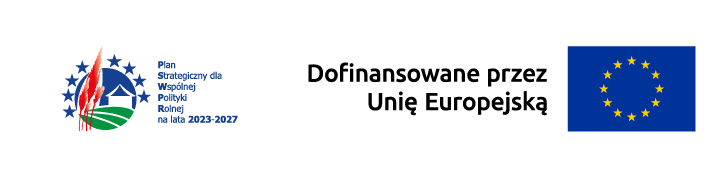 Plan
Strategiczny dla
Wspólnej
Polityki
Rolnej
na lata 2023-2027
Dofinansowane przez
Unię Europejską